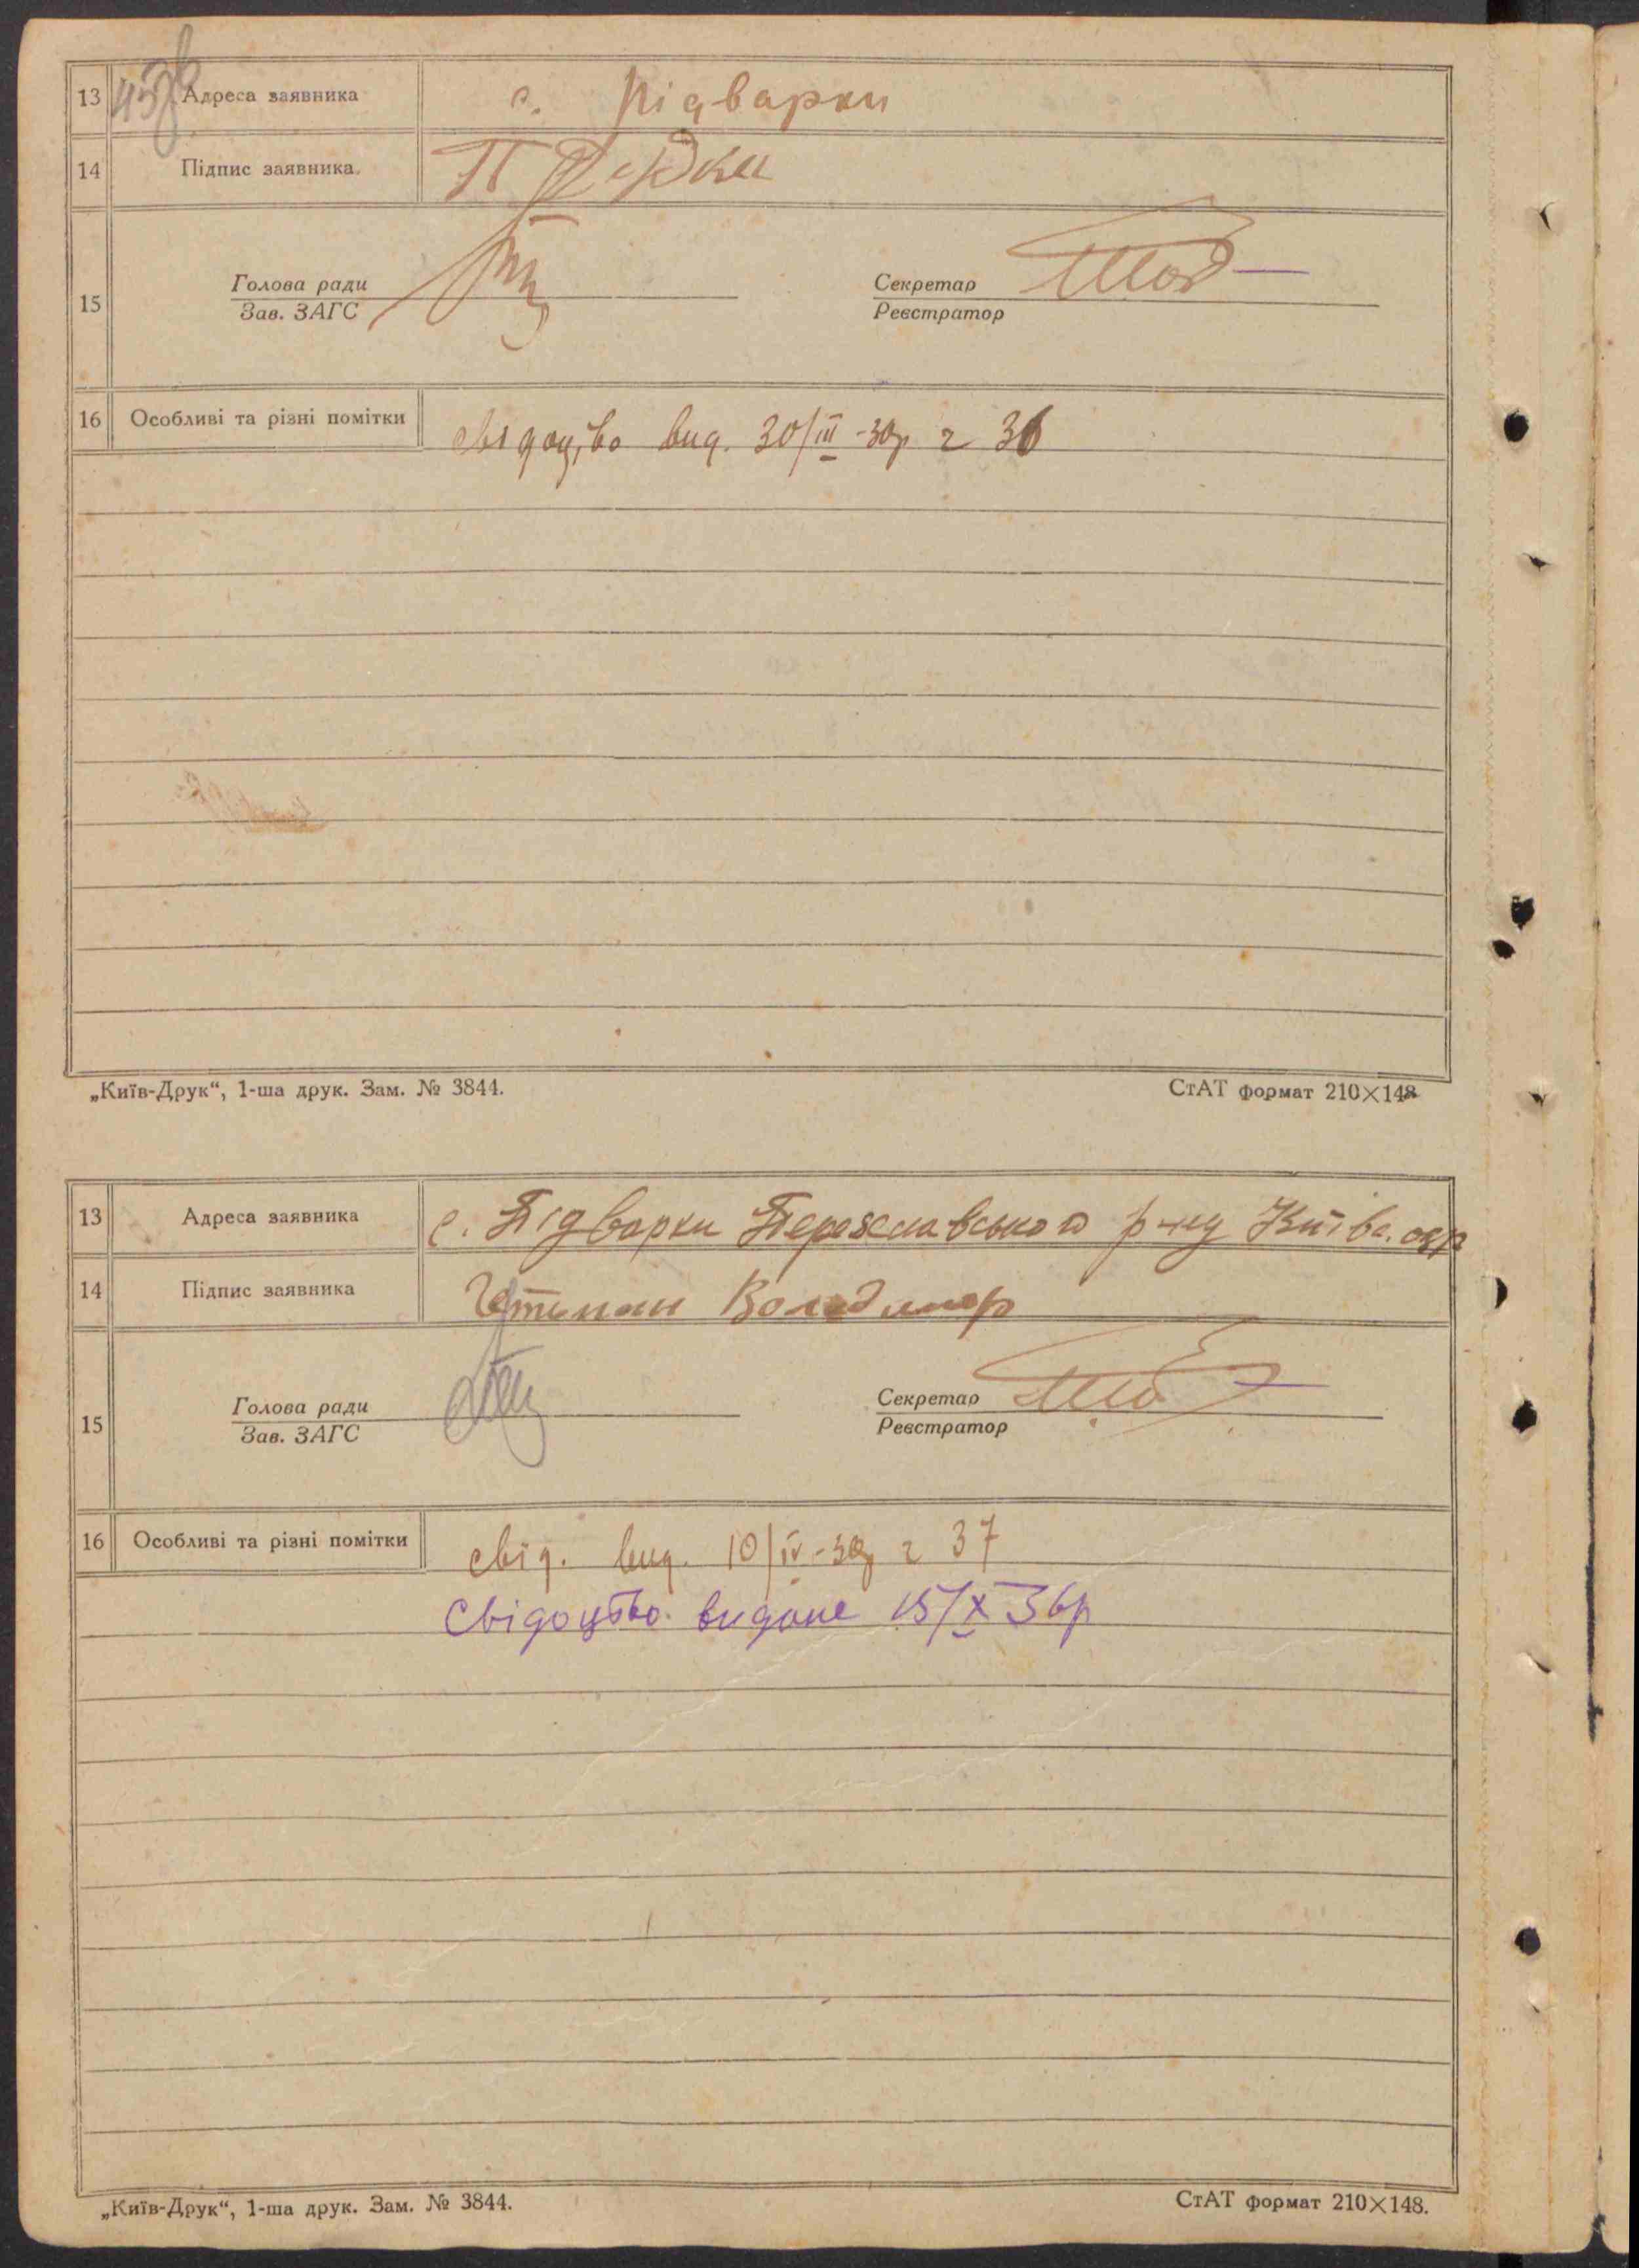 13 Адреса заявника с. Підварки
14 Підпис заявника.
15 Голова ради Секретар
Зав. ЗАГС Реєстратор
16 Особливі та різні помітки свідоцтво вид. 30/III-30р ч 36
„Київ-Друк“, 1-ша друк. Зам. № 3844. СтАТ формат 210×148
13 Адреса заявника с. Підварки Переяславського р-ну Київс. окр
14 Підпис заявника Володимир
15 Голова ради Секретар
Зав. ЗАГС Реєстратор
16 Особливі та різні помітки свід. вид. 10/IV-30р ч 37
Свідоцтво видане 15/X 36р
„Київ-Друк“, 1-ша друк. Зам. № 3844. СтАТ формат 210×148.